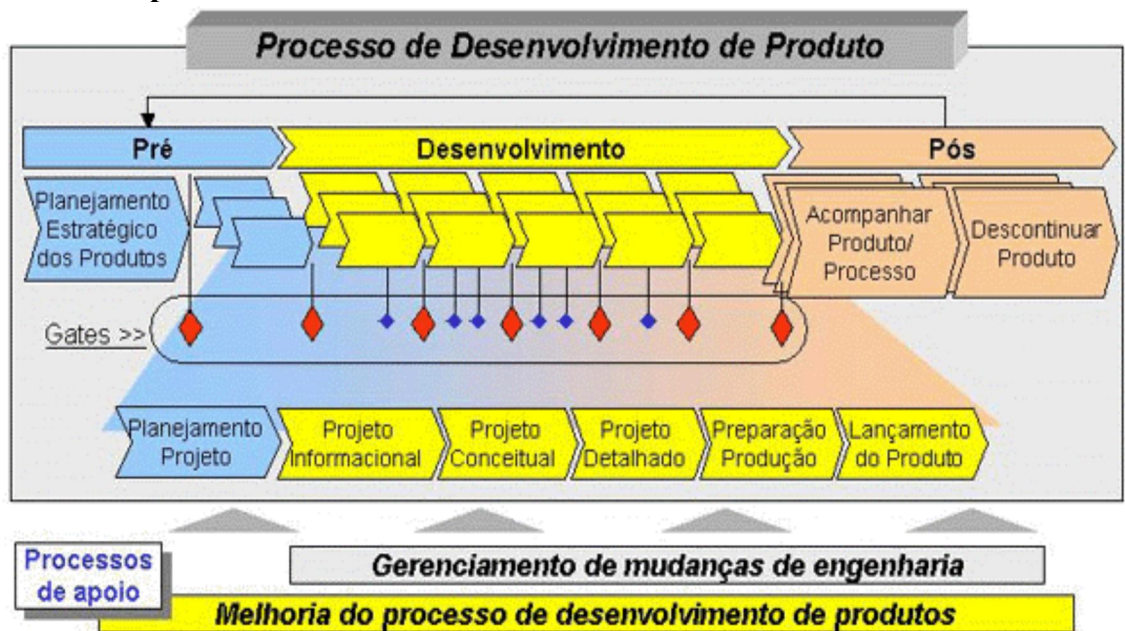 Processo de Desenvolvimento de Produto
Pré
Desenvolvimento
Pós
Planejamento
Estratégico
dos Produtos
Acompanhar
Produto/
Processo
Descontinuar
Produto
Gates >>
Planejamento
Projeto
Projeto
Informacional
Projeto
Conceitual
Projeto
Detalhado
Preparação
Produção
Lançamento
do Produto
Processos
de apoio
Gerenciamento de mudanças de engenharia
Melhoria do processo de desenvolvimento de produtos